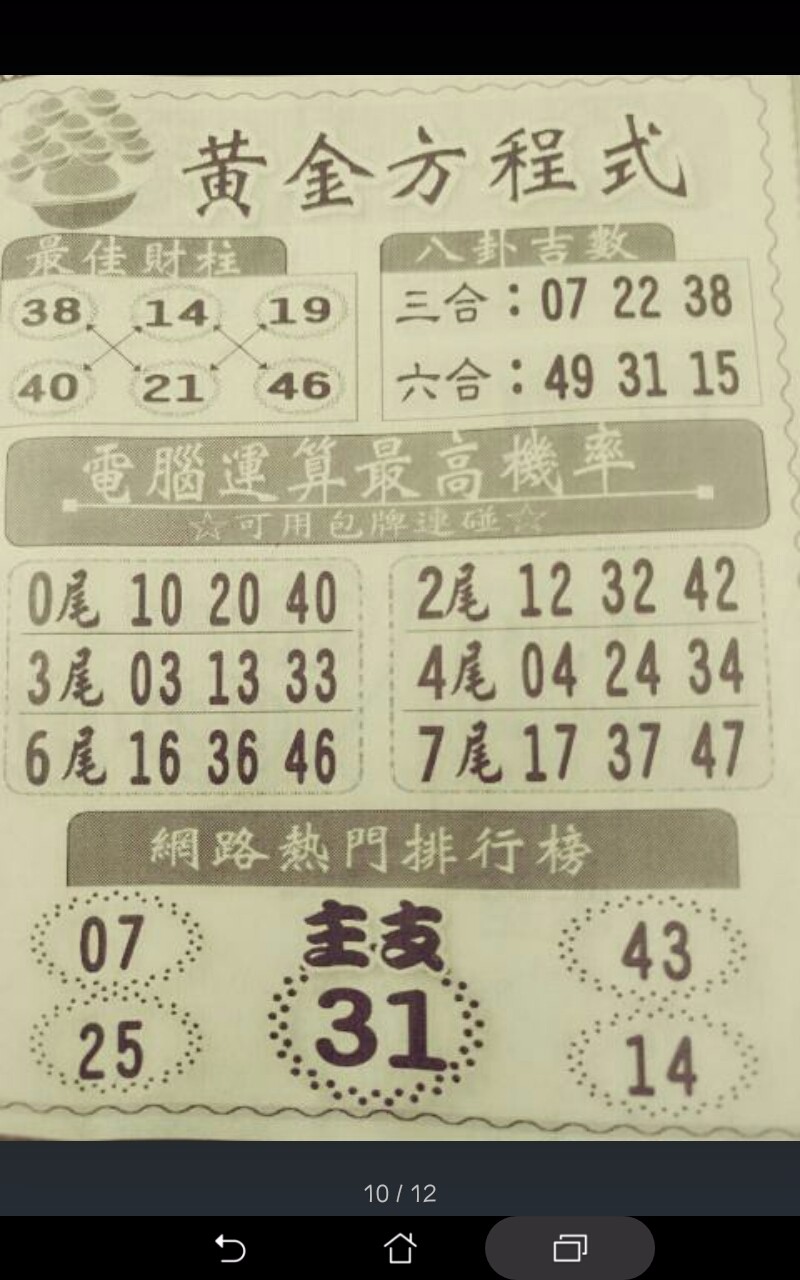 黃金方程式
最佳財柱
38 14 19
40 21 46
八卦吉數
三合：07 22 38
六合：49 31 15
電腦運算最高機率
☆可用包牌連碰☆
0尾 10 20 40
3尾 03 13 33
6尾 16 36 46
2尾 12 32 42
4尾 04 24 34
7尾 17 37 47
網路熱門排行榜
07
25
主支
31
43
14
10 / 12